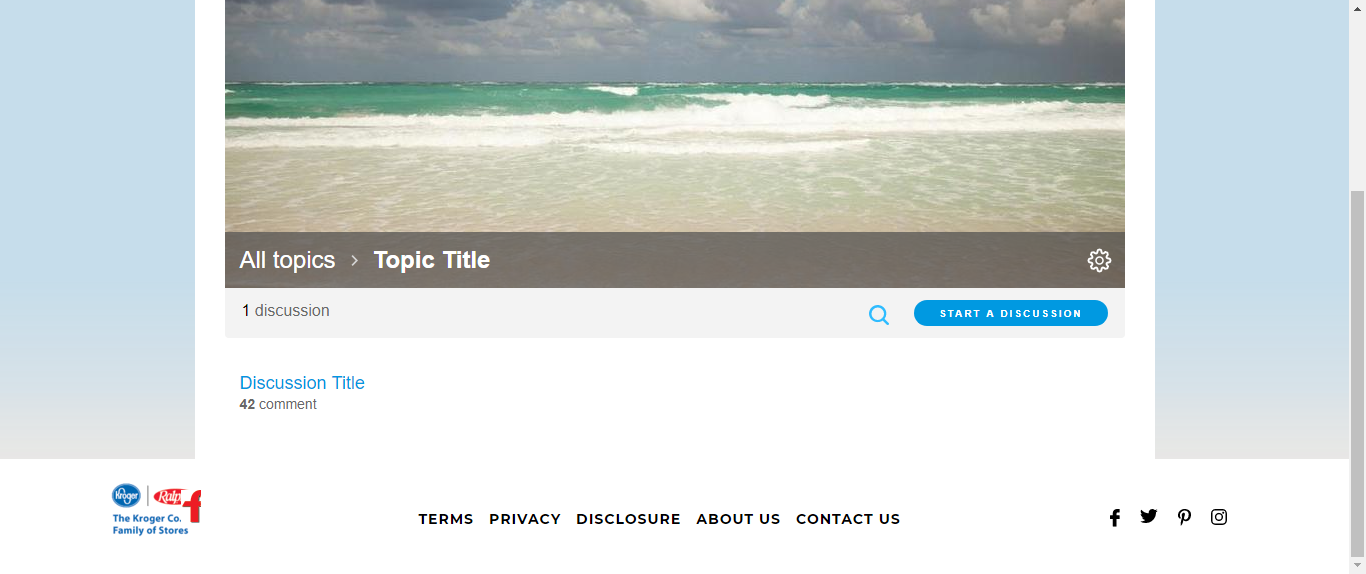 All topics › Topic Title
1 discussion
START A DISCUSSION
Discussion Title
42 comment
Kroger
The Kroger Co.
Family of Stores
TERMS PRIVACY DISCLOSURE ABOUT US CONTACT US